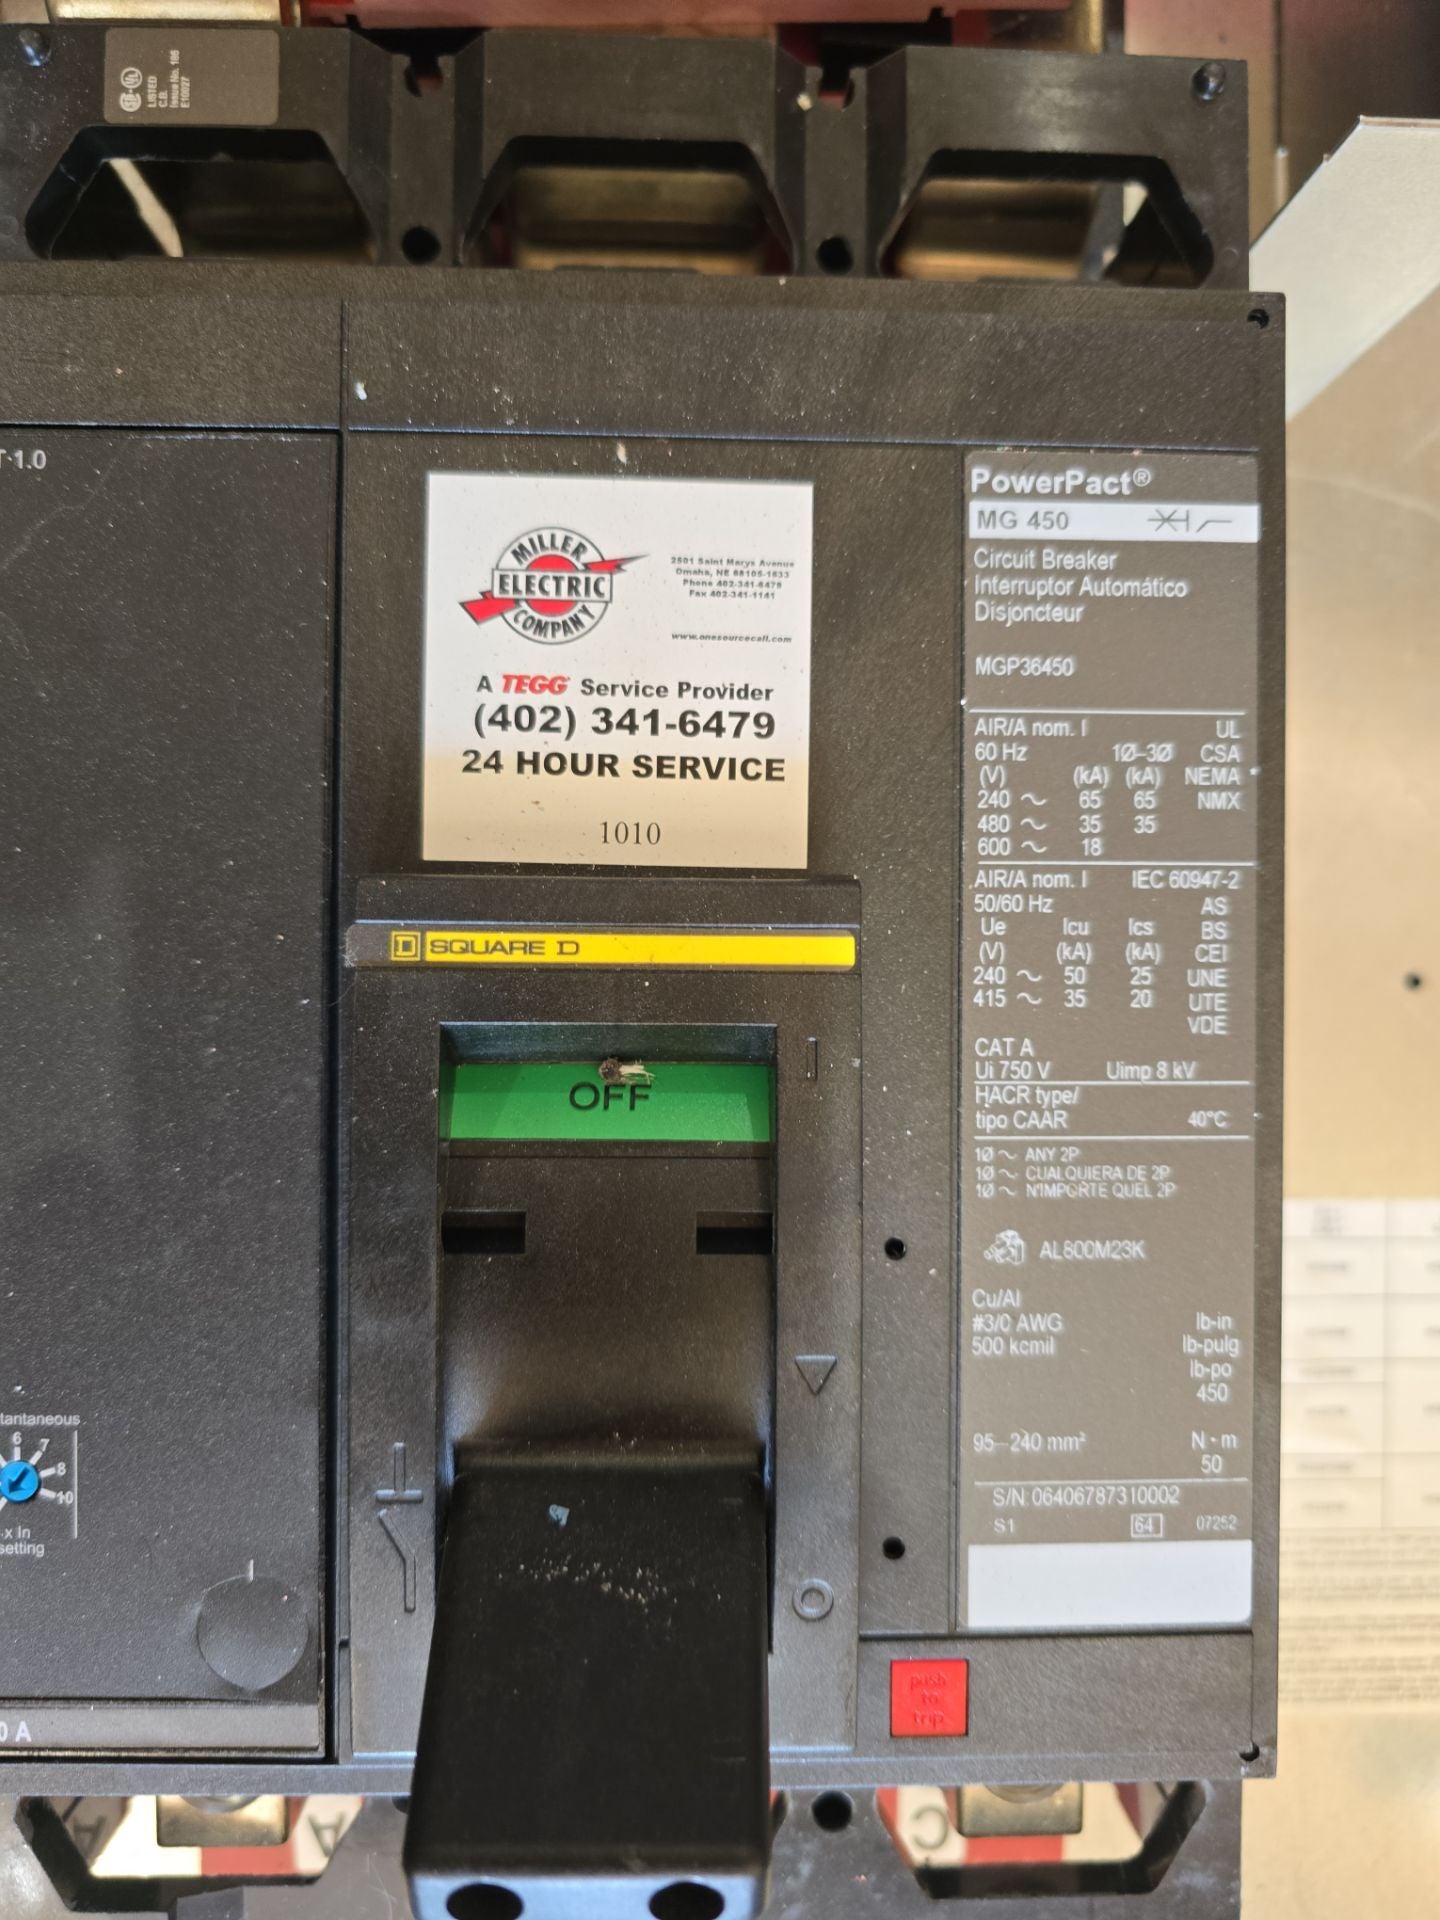 LISTED
C.B.
Issue No. 186
E10027
T 1.0
MILLER
ELECTRIC
COMPANY
2501 Saint Marys Avenue
Omaha, NE 68105-1633
Phone 402-341-6479
Fax 402-341-1141
www.onesourcecall.com
A TEGG Service Provider
(402) 341-6479
24 HOUR SERVICE
1010
SQUARE D
OFF
PowerPact®
MG 450
Circuit Breaker
Interruptor Automático
Disjoncteur
MGP36450
AIR/A nom. I UL
60 Hz 1Ø–3Ø CSA
(V) (kA) (kA) NEMA
240 ~ 65 65 NMX
480 ~ 35 35
600 ~ 18
AIR/A nom. I IEC 60947-2
50/60 Hz AS
Ue Icu Ics BS
(V) (kA) (kA) CEI
240 ~ 50 25 UNE
415 ~ 35 20 UTE
VDE
CAT A
Ui 750 V Uimp 8 kV
HACR type/
tipo CAAR 40°C
1Ø ~ ANY 2P
1Ø ~ CUALQUIERA DE 2P
1Ø ~ N'IMPORTE QUEL 2P
AL800M23K
Cu/Al
#3/0 AWG lb-in
500 kcmil lb-pulg
lb-po
450
95–240 mm² N·m
50
S/N 06406787310002
S1 64 07252
push
to
trip
tantaneous
6 7
8
10
x In
setting
0 A
A A C